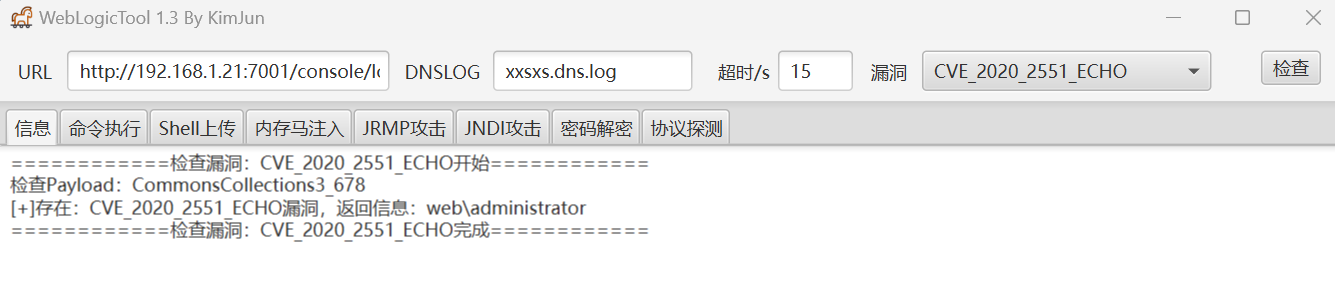 WebLogicTool 1.3 By KimJun
URL http://192.168.1.21:7001/console/lo DNSLOG xxsxs.dns.log 超时/s 15 漏洞 CVE_2020_2551_ECHO 检查
信息 命令执行 Shell上传 内存马注入 JRMP攻击 JNDI攻击 密码解密 协议探测
============检查漏洞：CVE_2020_2551_ECHO开始============
检查Payload：CommonsCollections3_678
[+]存在：CVE_2020_2551_ECHO漏洞，返回信息：web\administrator
============检查漏洞：CVE_2020_2551_ECHO完成============